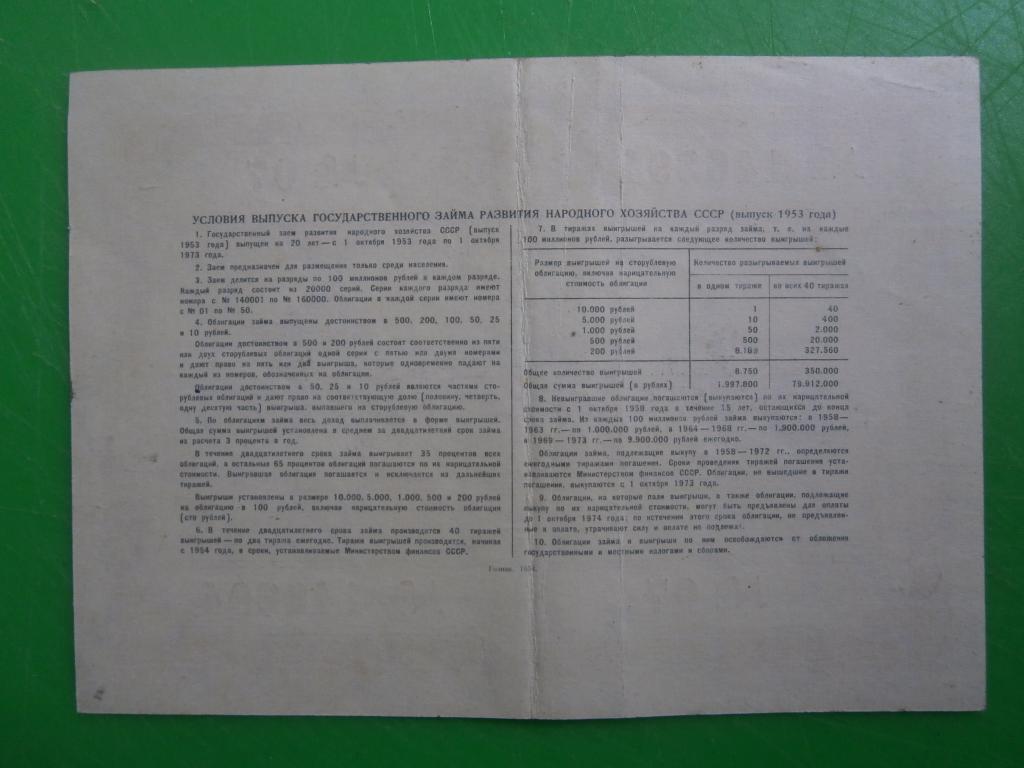 УСЛОВИЯ ВЫПУСКА ГОСУДАРСТВЕННОГО ЗАЙМА РАЗВИТИЯ НАРОДНОГО ХОЗЯЙСТВА СССР (выпуск 1953 года)
1. Государственный заем развития народного хозяйства СССР (выпуск
1953 года) выпущен на 20 лет—с 1 октября 1953 года по 1 октября
1973 года.
2. Заем предназначен для размещения только среди населения.
3. Заем делится на разряды по 100 миллионов рублей в каждом разряде.
Каждый разряд состоит из 20000 серий. Серии каждого разряда имеют
номера с № 140001 по № 160000. Облигации в каждой серии имеют номера
с № 01 по № 50.
4. Облигации займа выпущены достоинством в 500, 200, 100, 50, 25
и 10 рублей.
Облигации достоинством в 500 и 200 рублей состоят соответственно из пяти
или двух сторублевых облигаций одной серии с пятью или двумя номерами
и дают право на пять или два выигрыша, которые одновременно падают на
каждый из номеров, обозначенных на облигации.
Облигации достоинством в 50, 25 и 10 рублей являются частями сто-
рублевых облигаций и дают право на соответствующую долю (половину, четверть,
одну десятую часть) выигрыша, выпавшего на сторублевую облигацию.
5. По облигациям займа весь доход выплачивается в форме выигрышей.
Общая сумма выигрышей установлена в среднем за двадцатилетний срок займа
из расчета 3 процента в год.
В течение двадцатилетнего срока займа выигрывает 35 процентов всех
облигаций, а остальные 65 процентов облигаций погашаются по их нарицательной
стоимости. Выигравшая облигация погашается и исключается из дальнейших
тиражей.
Выигрыши установлены в размере 10.000, 5.000, 1.000, 500 и 200 рублей
на облигацию в 100 рублей, включая нарицательную стоимость облигации
(сто рублей).
6. В течение двадцатилетнего срока займа производится 40 тиражей
выигрышей—по два тиража ежегодно. Тиражи выигрышей производятся, начиная
с 1954 года, в сроки, устанавливаемые Министерством финансов СССР.
7. В тиражах выигрышей на каждый разряд займа, т. е. на каждые
100 миллионов рублей, разыгрывается следующее количество выигрышей:
Размер выигрышей на сторублевую
облигацию, включая нарицательную
стоимость облигации
Количество разыгрываемых выигрышей
в одном тираже
во всех 40 тиражах
10.000 рублей 1 40
5.000 рублей 10 400
1.000 рублей 50 2.000
500 рублей 500 20.000
200 рублей 8.189 327.560
Общее количество выигрышей 8.750 350.000
Общая сумма выигрышей (в рублях) 1.997.800 79.912.000
8. Невыигравшие облигации погашаются (выкупаются) по их нарицательной
стоимости с 1 октября 1958 года в течение 15 лет, остающихся до конца
срока займа. Из каждых 100 миллионов рублей займа выкупаются: в 1958—
1963 гг.—по 1.000.000 рублей, в 1964—1968 гг.—по 1.900.000 рублей,
в 1969—1973 гг.—по 9.900.000 рублей ежегодно.
Облигации займа, подлежащие выкупу в 1958—1972 гг., определяются
ежегодными тиражами погашения. Сроки проведения тиражей погашения уста-
навливаются Министерством финансов СССР. Облигации, не вышедшие в тиражи
погашения, выкупаются с 1 октября 1973 года.
9. Облигации, на которые пали выигрыши, а также облигации, подлежащие
выкупу по их нарицательной стоимости, могут быть предъявлены для оплаты
до 1 октября 1974 года; по истечении этого срока облигации, не предъявлен-
ные к оплате, утрачивают силу и оплате не подлежат.
10. Облигации займа и выигрыши по ним освобождаются от обложения
государственными и местными налогами и сборами.
Гознак.